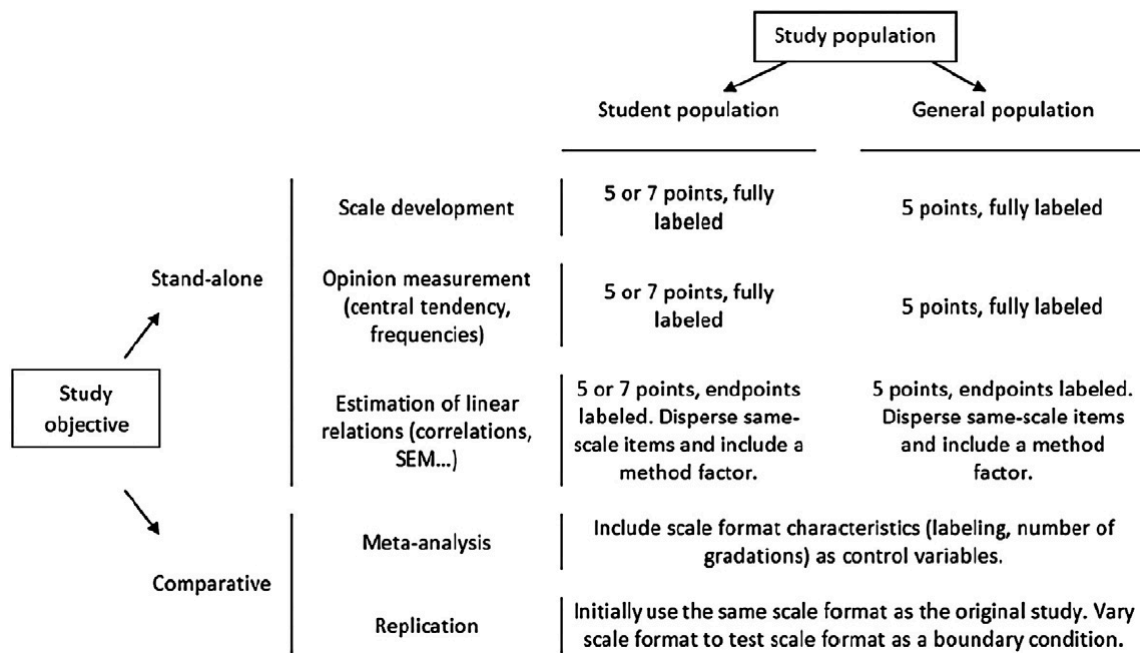 Study population
Student population
General population
Stand-alone
Scale development
5 or 7 points, fully
labeled
5 points, fully labeled
Opinion measurement
(central tendency,
frequencies)
5 or 7 points, fully
labeled
5 points, fully labeled
Study
objective
Estimation of linear
relations (correlations,
SEM...)
5 or 7 points, endpoints
labeled. Disperse same-
scale items and include a
method factor.
5 points, endpoints labeled.
Disperse same-scale items
and include a method
factor.
Comparative
Meta-analysis
Include scale format characteristics (labeling, number of
gradations) as control variables.
Replication
Initially use the same scale format as the original study. Vary
scale format to test scale format as a boundary condition.